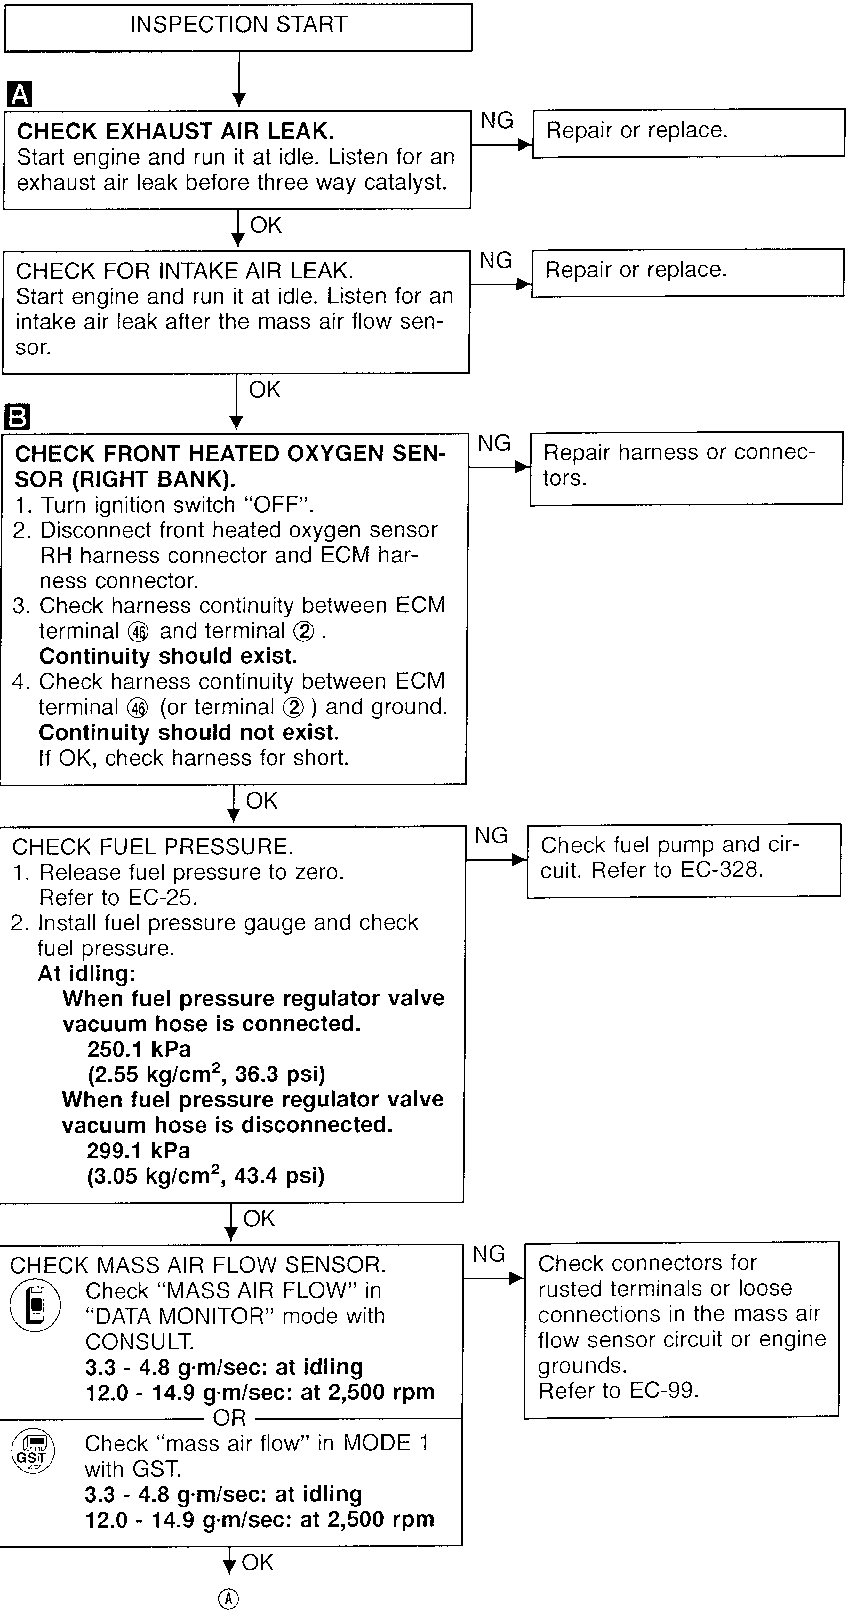 INSPECTION START
A
CHECK EXHAUST AIR LEAK.
Start engine and run it at idle. Listen for an
exhaust air leak before three way catalyst.
NG
Repair or replace.
OK
CHECK FOR INTAKE AIR LEAK.
Start engine and run it at idle. Listen for an
intake air leak after the mass air flow sen-
sor.
NG
Repair or replace.
OK
B
CHECK FRONT HEATED OXYGEN SEN-
SOR (RIGHT BANK).
1. Turn ignition switch “OFF”.
2. Disconnect front heated oxygen sensor
RH harness connector and ECM har-
ness connector.
3. Check harness continuity between ECM
terminal ㊻ and terminal ② .
Continuity should exist.
4. Check harness continuity between ECM
terminal ㊻ (or terminal ② ) and ground.
Continuity should not exist.
If OK, check harness for short.
NG
Repair harness or connec-
tors.
OK
CHECK FUEL PRESSURE.
1. Release fuel pressure to zero.
Refer to EC-25.
2. Install fuel pressure gauge and check
fuel pressure.
At idling:
When fuel pressure regulator valve
vacuum hose is connected.
250.1 kPa
(2.55 kg/cm², 36.3 psi)
When fuel pressure regulator valve
vacuum hose is disconnected.
299.1 kPa
(3.05 kg/cm², 43.4 psi)
NG
Check fuel pump and cir-
cuit. Refer to EC-328.
OK
CHECK MASS AIR FLOW SENSOR.
Check “MASS AIR FLOW” in
“DATA MONITOR” mode with
CONSULT.
3.3 - 4.8 g·m/sec: at idling
12.0 - 14.9 g·m/sec: at 2,500 rpm
OR
GST
Check “mass air flow” in MODE 1
with GST.
3.3 - 4.8 g·m/sec: at idling
12.0 - 14.9 g·m/sec: at 2,500 rpm
NG
Check connectors for
rusted terminals or loose
connections in the mass air
flow sensor circuit or engine
grounds.
Refer to EC-99.
OK
Ⓐ